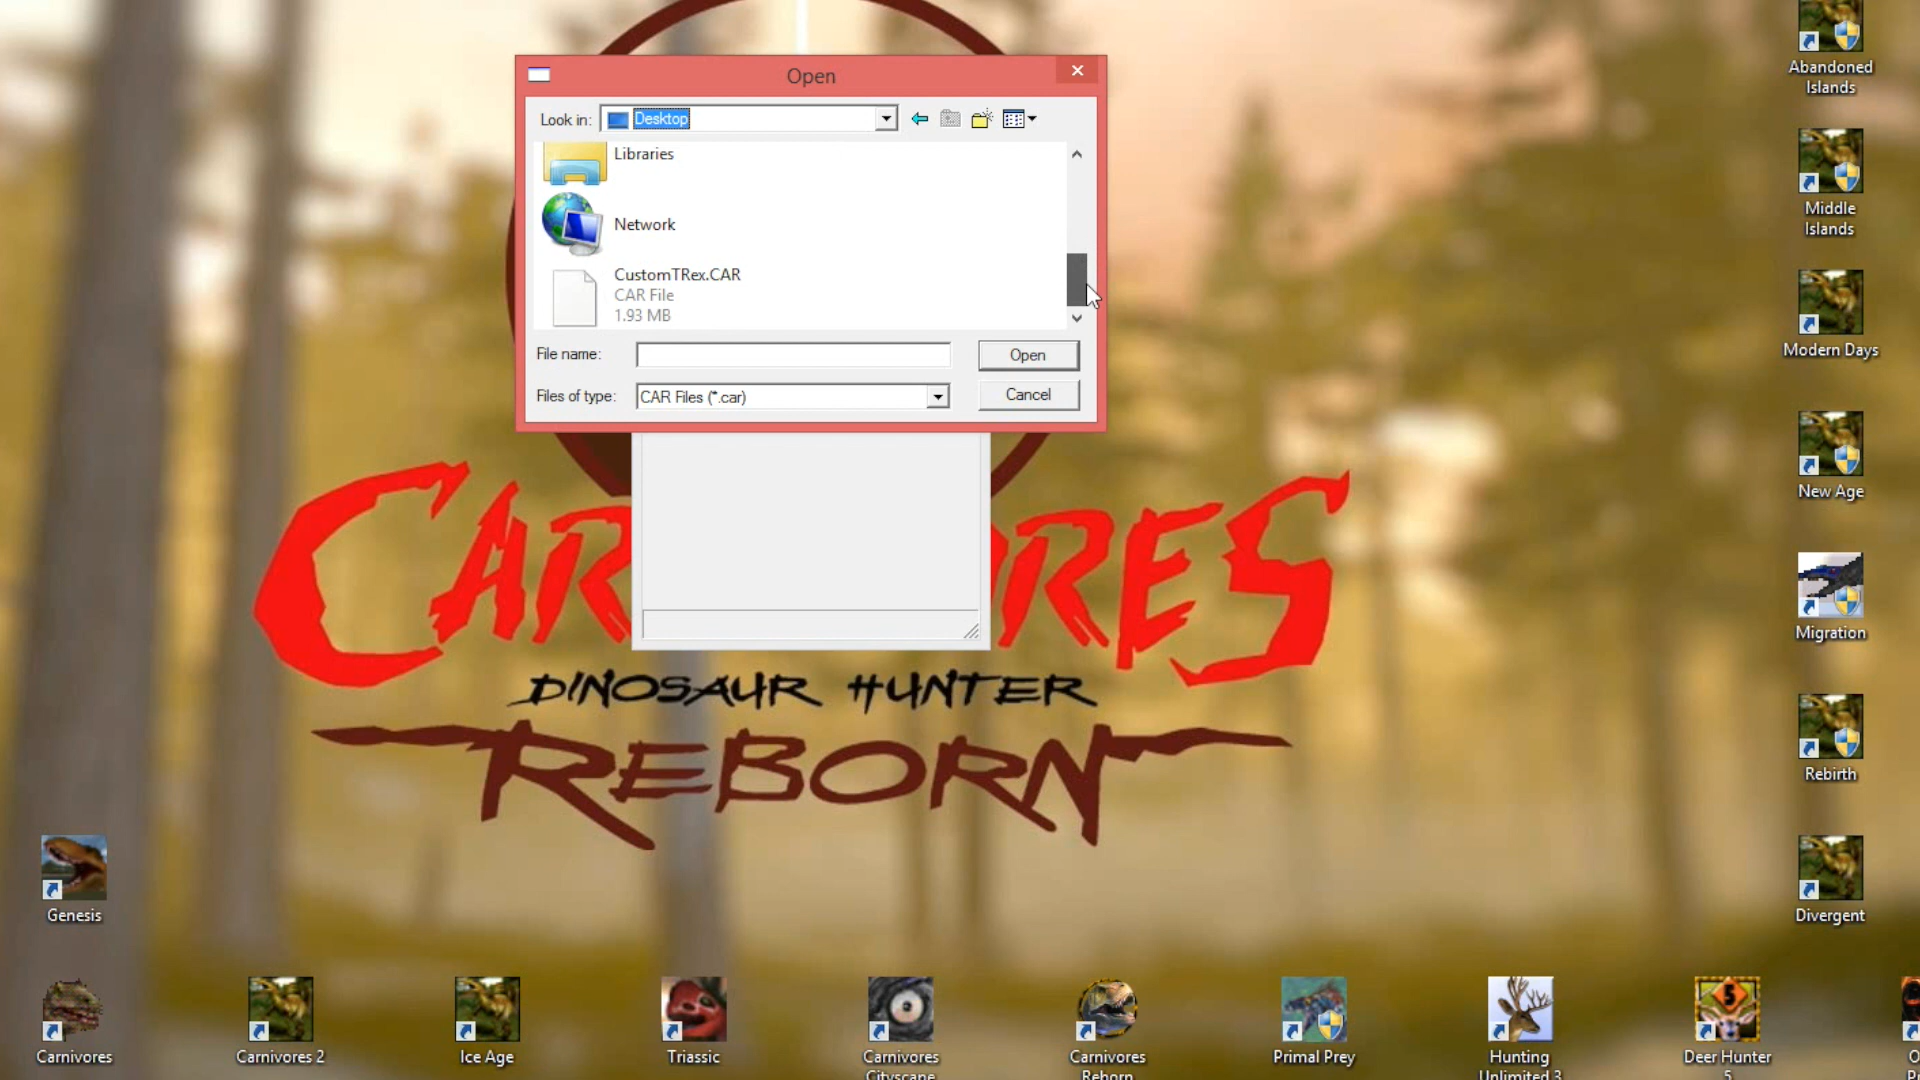 Abandoned
Islands
Open
Look in:
Desktop
Libraries
Network
CustomTRex.CAR
CAR File
1.93 MB
File name:
Open
Files of type:
CAR Files (*.car)
Cancel
Middle
Islands
Modern Days
New Age
Migration
Rebirth
Divergent
DINOSAUR HUNTER
REBORN
Genesis
Carnivores
Carnivores 2
Ice Age
Triassic
Carnivores
Cityscape
Carnivores
Reborn
Primal Prey
Hunting
Unlimited 3
5
Deer Hunter
5